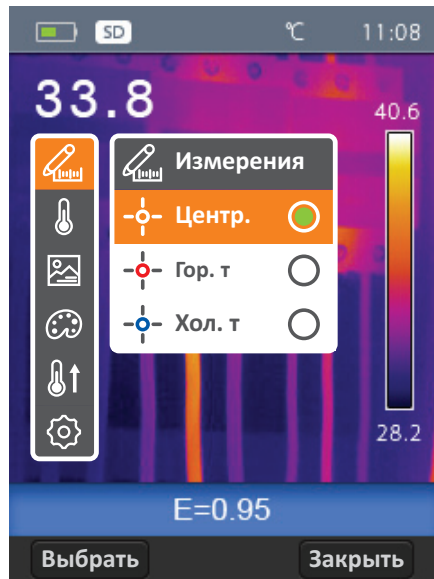 SD ℃ 11:08
33.8
40.6
Измерения
Центр.
Гор. т
Хол. т
28.2
E=0.95
Выбрать Закрыть